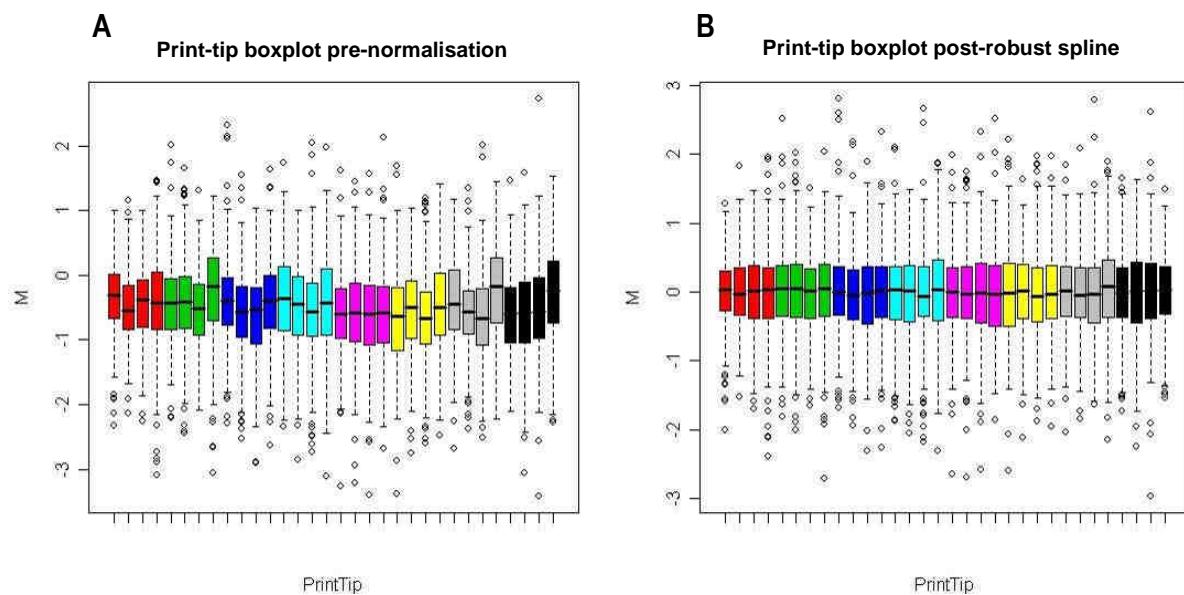 A
Print-tip boxplot pre-normalisation
2
1
0
-1
-2
-3
M
PrintTip
B
Print-tip boxplot post-robust spline
3
2
1
0
-1
-2
-3
M
PrintTip